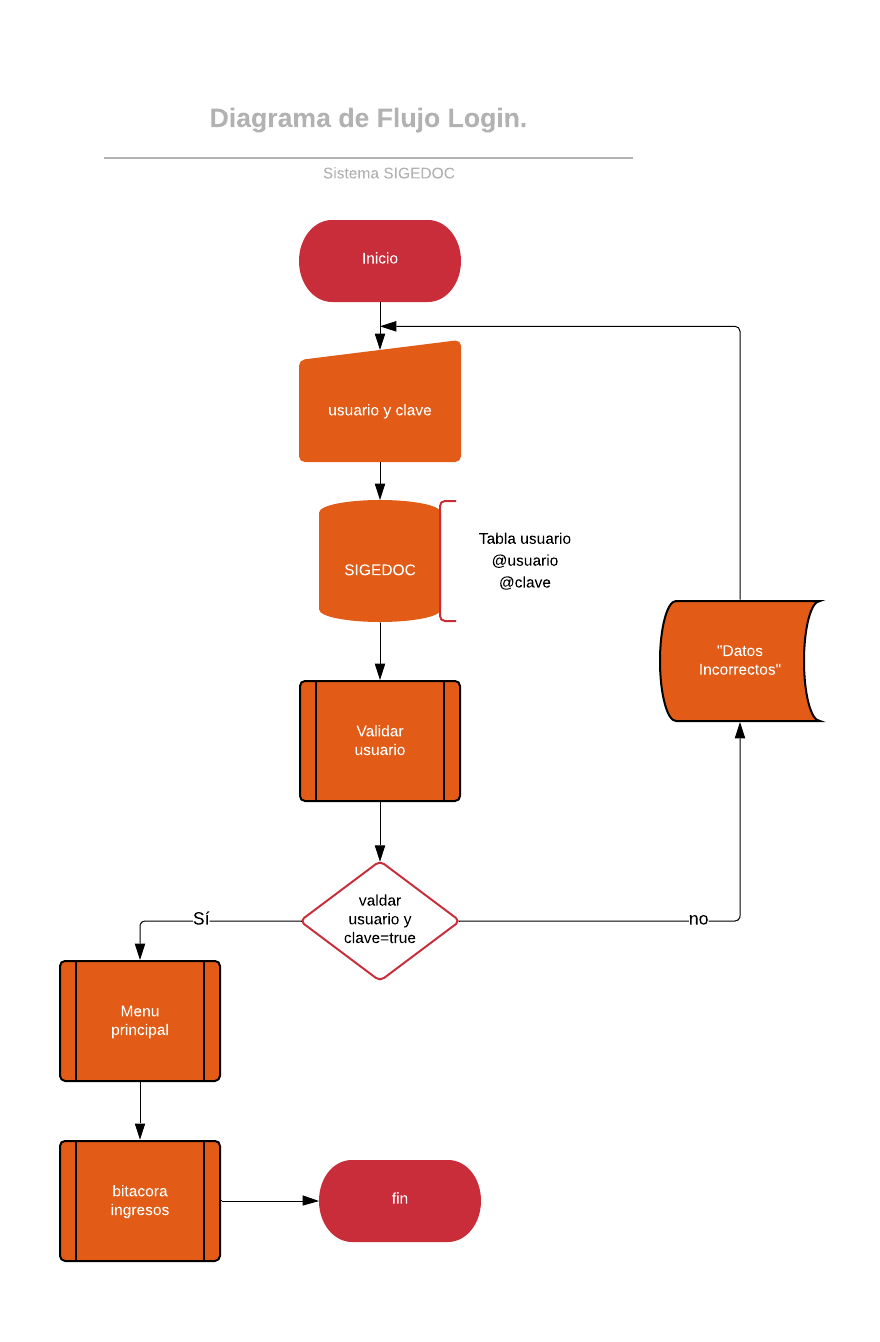 Diagrama de Flujo Login.
Sistema SIGEDOC
Inicio
usuario y clave
SIGEDOC
Tabla usuario
@usuario
@clave
"Datos
Incorrectos"
Validar
usuario
valdar
usuario y
clave=true
Sí
no
Menu
principal
bitacora
ingresos
fin